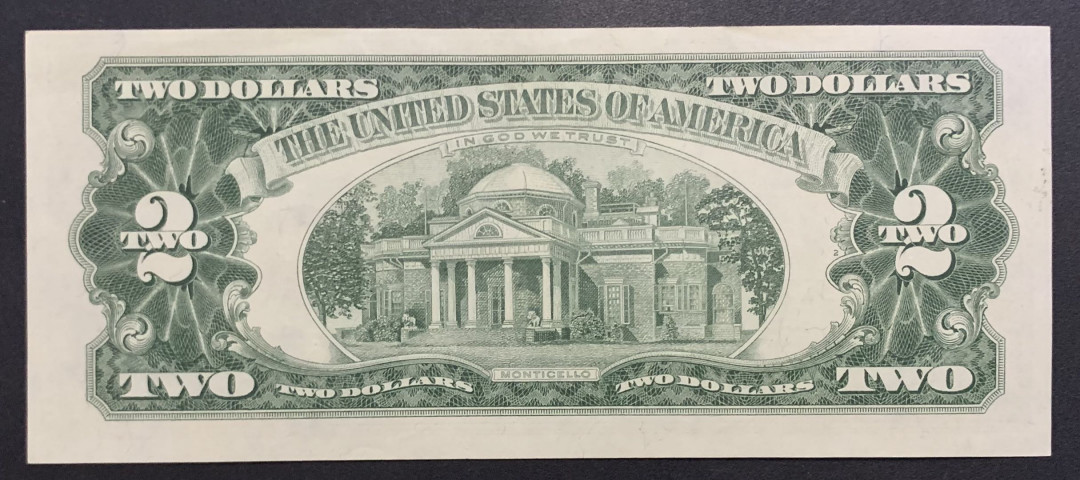 TWO DOLLARS
TWO DOLLARS
THE UNITED STATES OF AMERICA
IN GOD WE TRUST
2
TWO
2
TWO
2
MONTICELLO
TWO
TWO DOLLARS
TWO DOLLARS
TWO